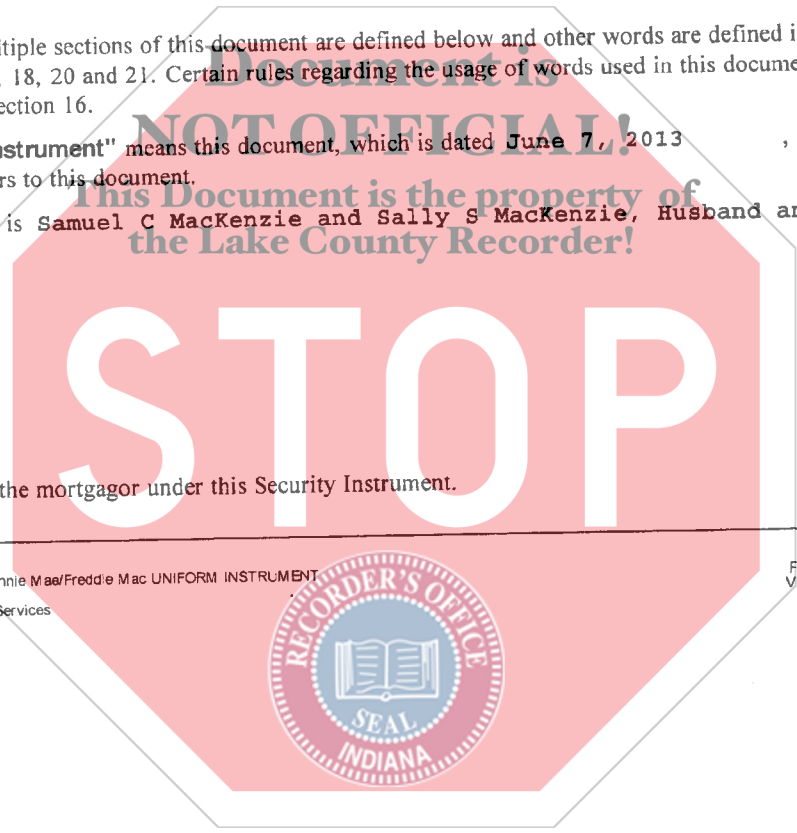 tiple sections of this document are defined below and other words are defined i
, 18, 20 and 21. Certain rules regarding the usage of words used in this docume
ection 16.
Document is
NOT OFFICIAL!
strument" means this document, which is dated June 7, 2013 ,
rs to this document.
This Document is the property of
is Samuel C MacKenzie and Sally S MacKenzie, Husband an
the Lake County Recorder!
STOP
the mortgagor under this Security Instrument.
nnie Mae/Freddie Mac UNIFORM INSTRUMENT
Services
RECORDER'S OFFICE
SEAL
INDIANA